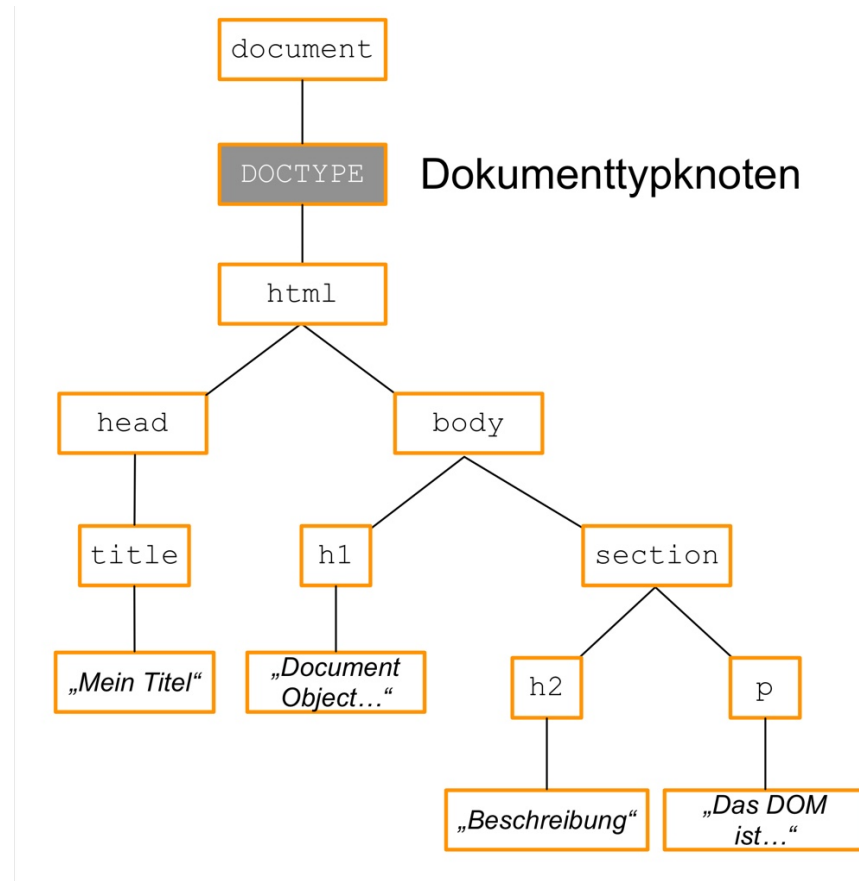 document
DOCTYPE
Dokumenttypknoten
html
head
body
title
h1
section
„Mein Titel“
„Document
Object…“
h2
p
„Beschreibung“
„Das DOM
ist…“